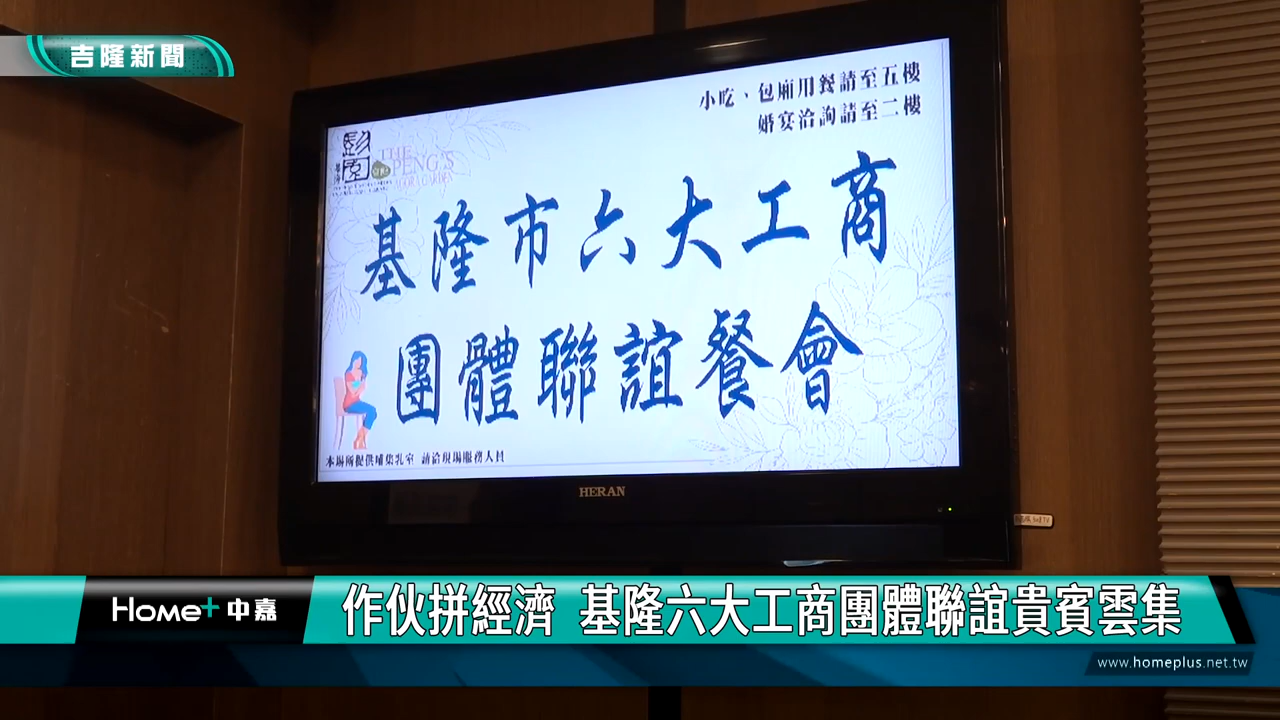 吉隆新聞
小吃、包廂用餐請至五樓
婚宴洽詢請至二樓
彭園
THE
PENG'S
AGORA GARDEN
基隆市六大工商
團體聯誼餐會
本場所提供哺集乳室 請洽現場服務人員
HERAN
作伙拼經濟 基隆六大工商團體聯誼貴賓雲集
Home+中嘉
www.homeplus.net.tw